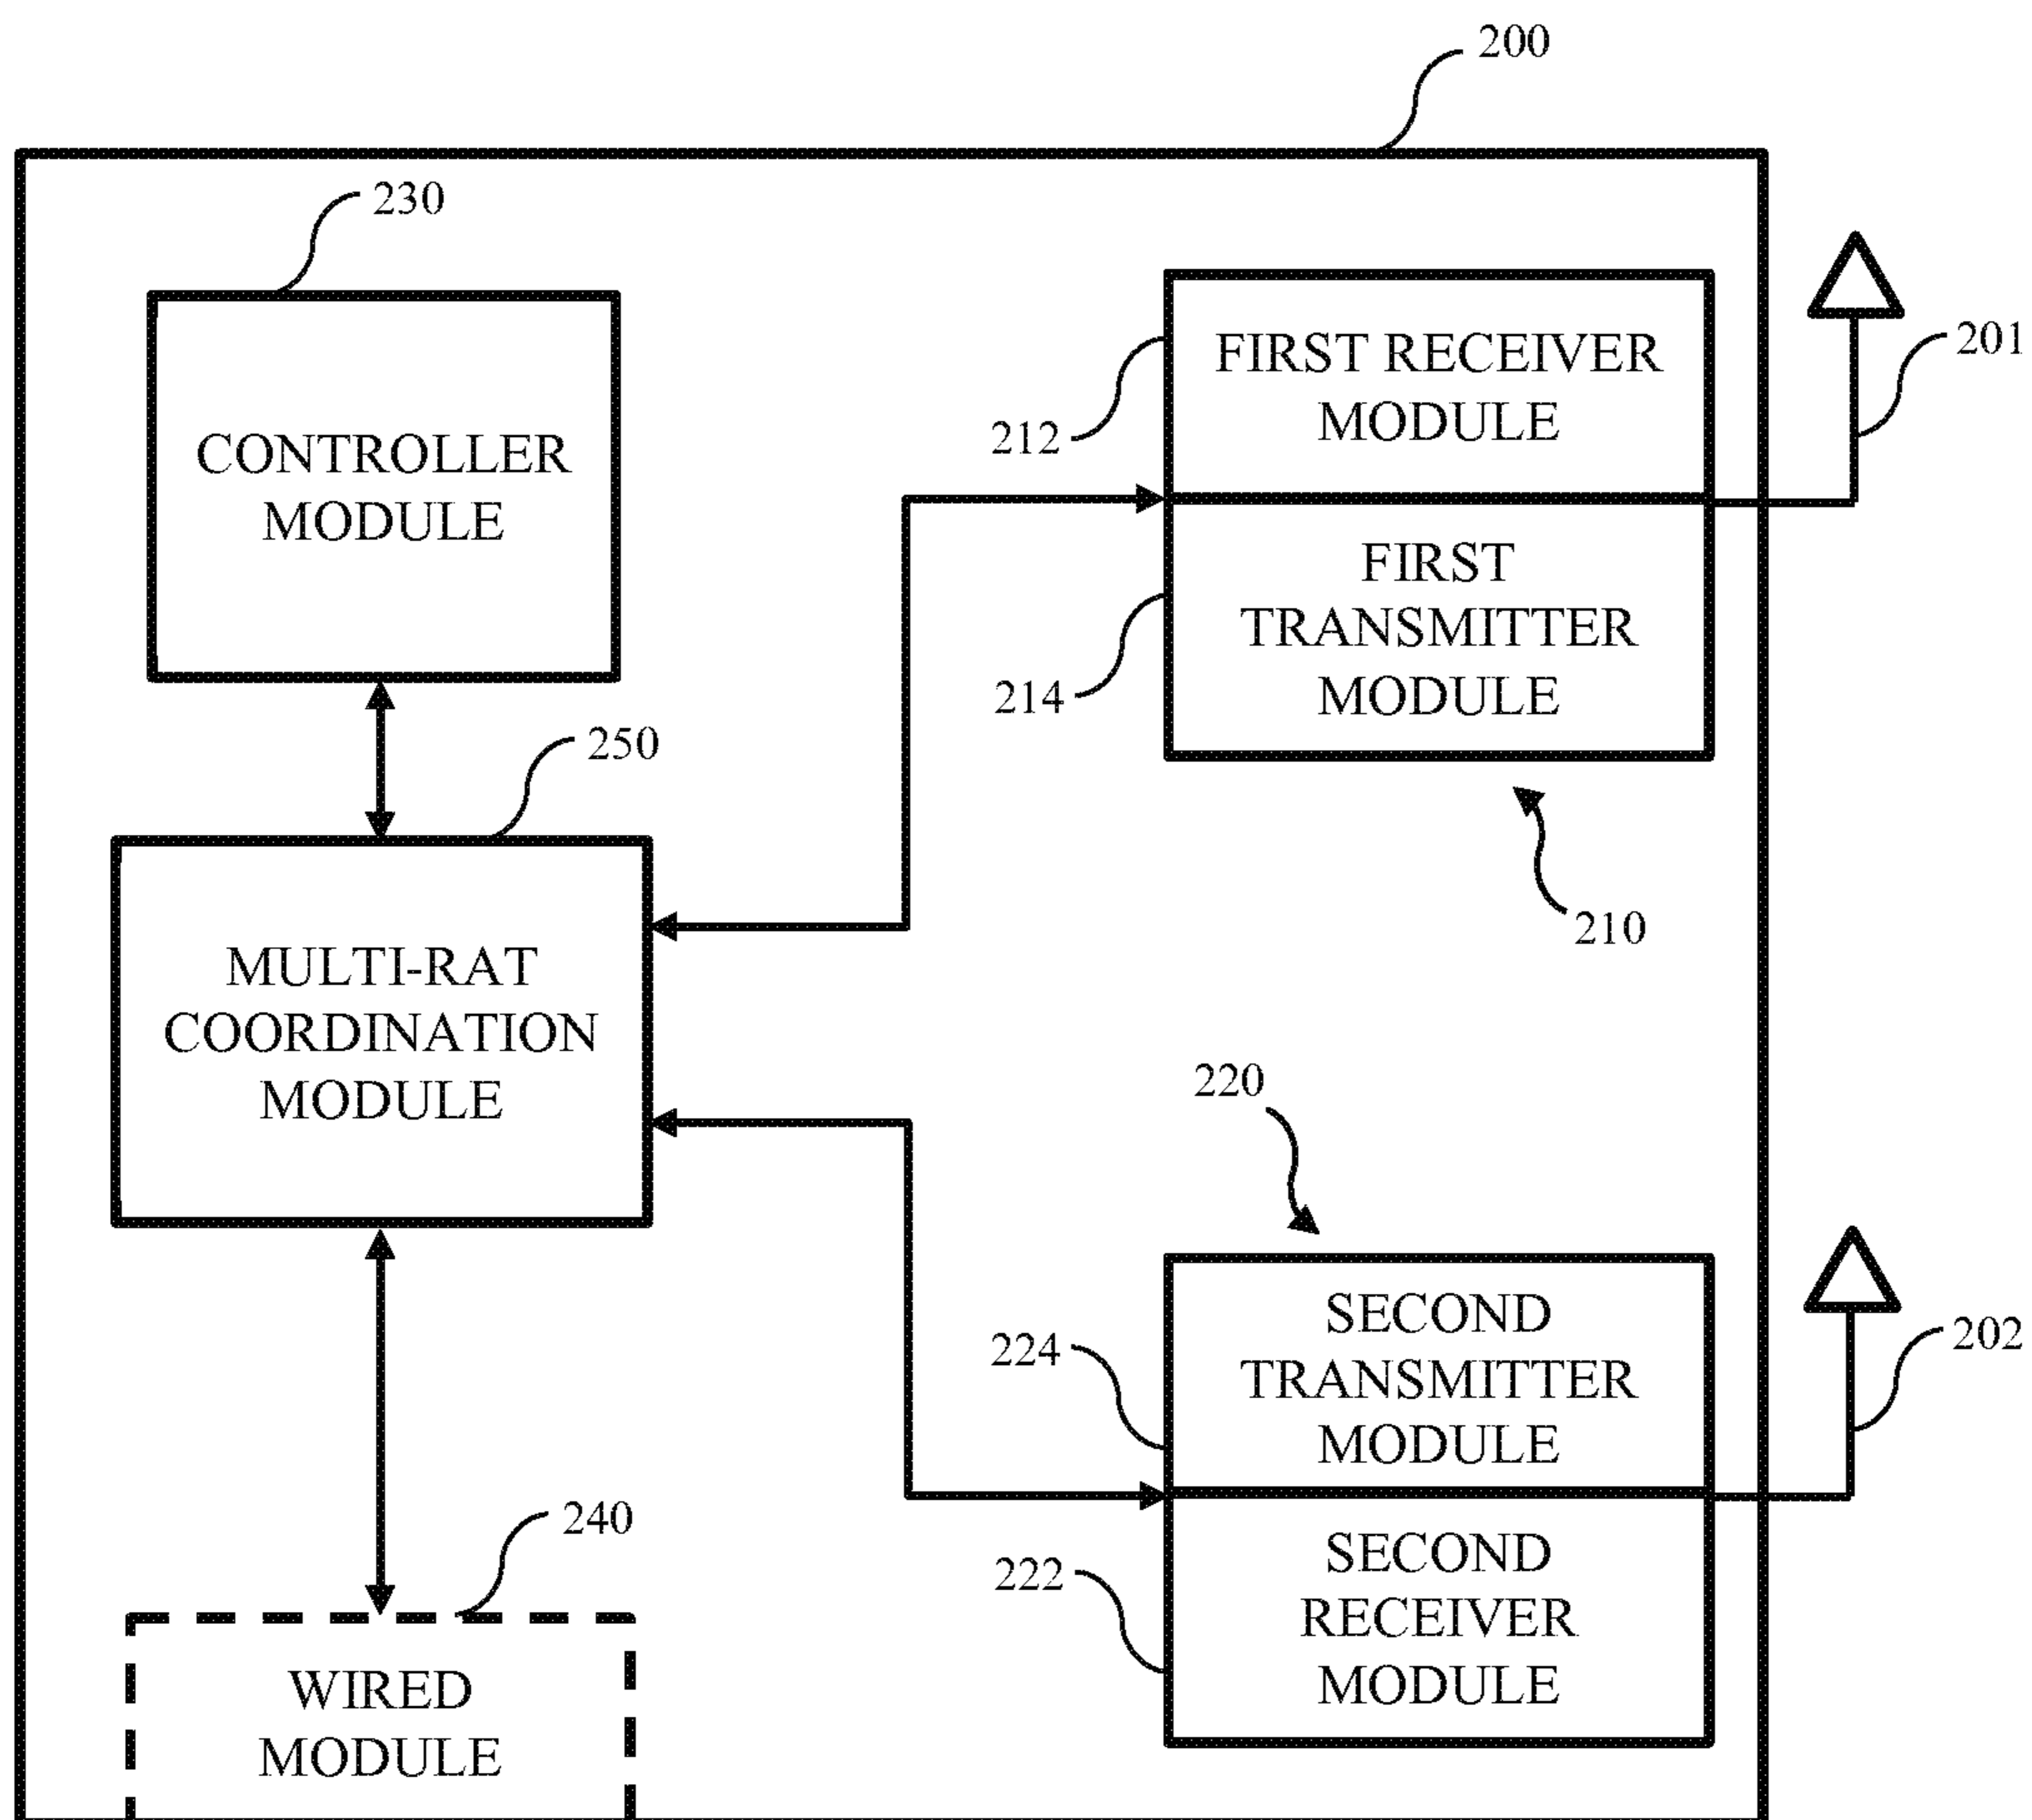 200
230
CONTROLLER
MODULE
FIRST RECEIVER
MODULE
212
201
FIRST
TRANSMITTER
MODULE
214
210
250
MULTI-RAT
COORDINATION
MODULE
220
SECOND
TRANSMITTER
MODULE
224
202
SECOND
RECEIVER
MODULE
222
240
WIRED
MODULE